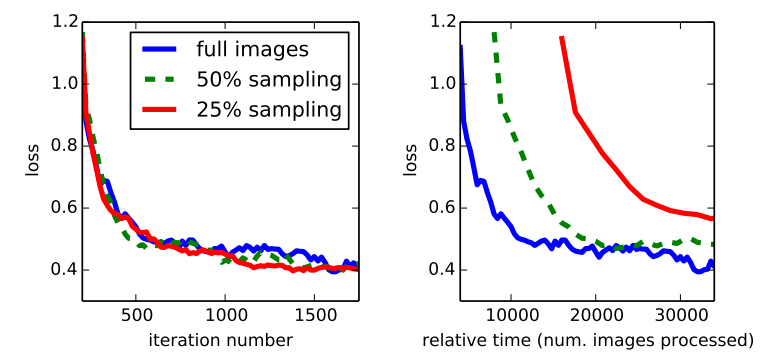 1.2
1.0
0.8
0.6
0.4
loss
full images
50% sampling
25% sampling
500
1000
1500
iteration number
1.2
1.0
0.8
0.6
0.4
loss
10000
20000
30000
relative time (num. images processed)